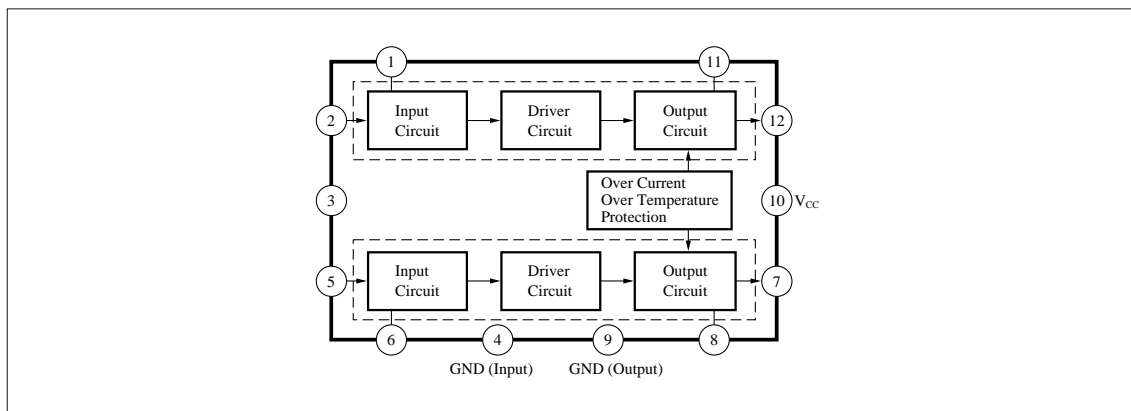 1
11
2
Input
Circuit
Driver
Circuit
Output
Circuit
12
3
Over Current
Over Temperature
Protection
10
VCC
5
Input
Circuit
Driver
Circuit
Output
Circuit
7
6
4
9
8
GND (Input)
GND (Output)